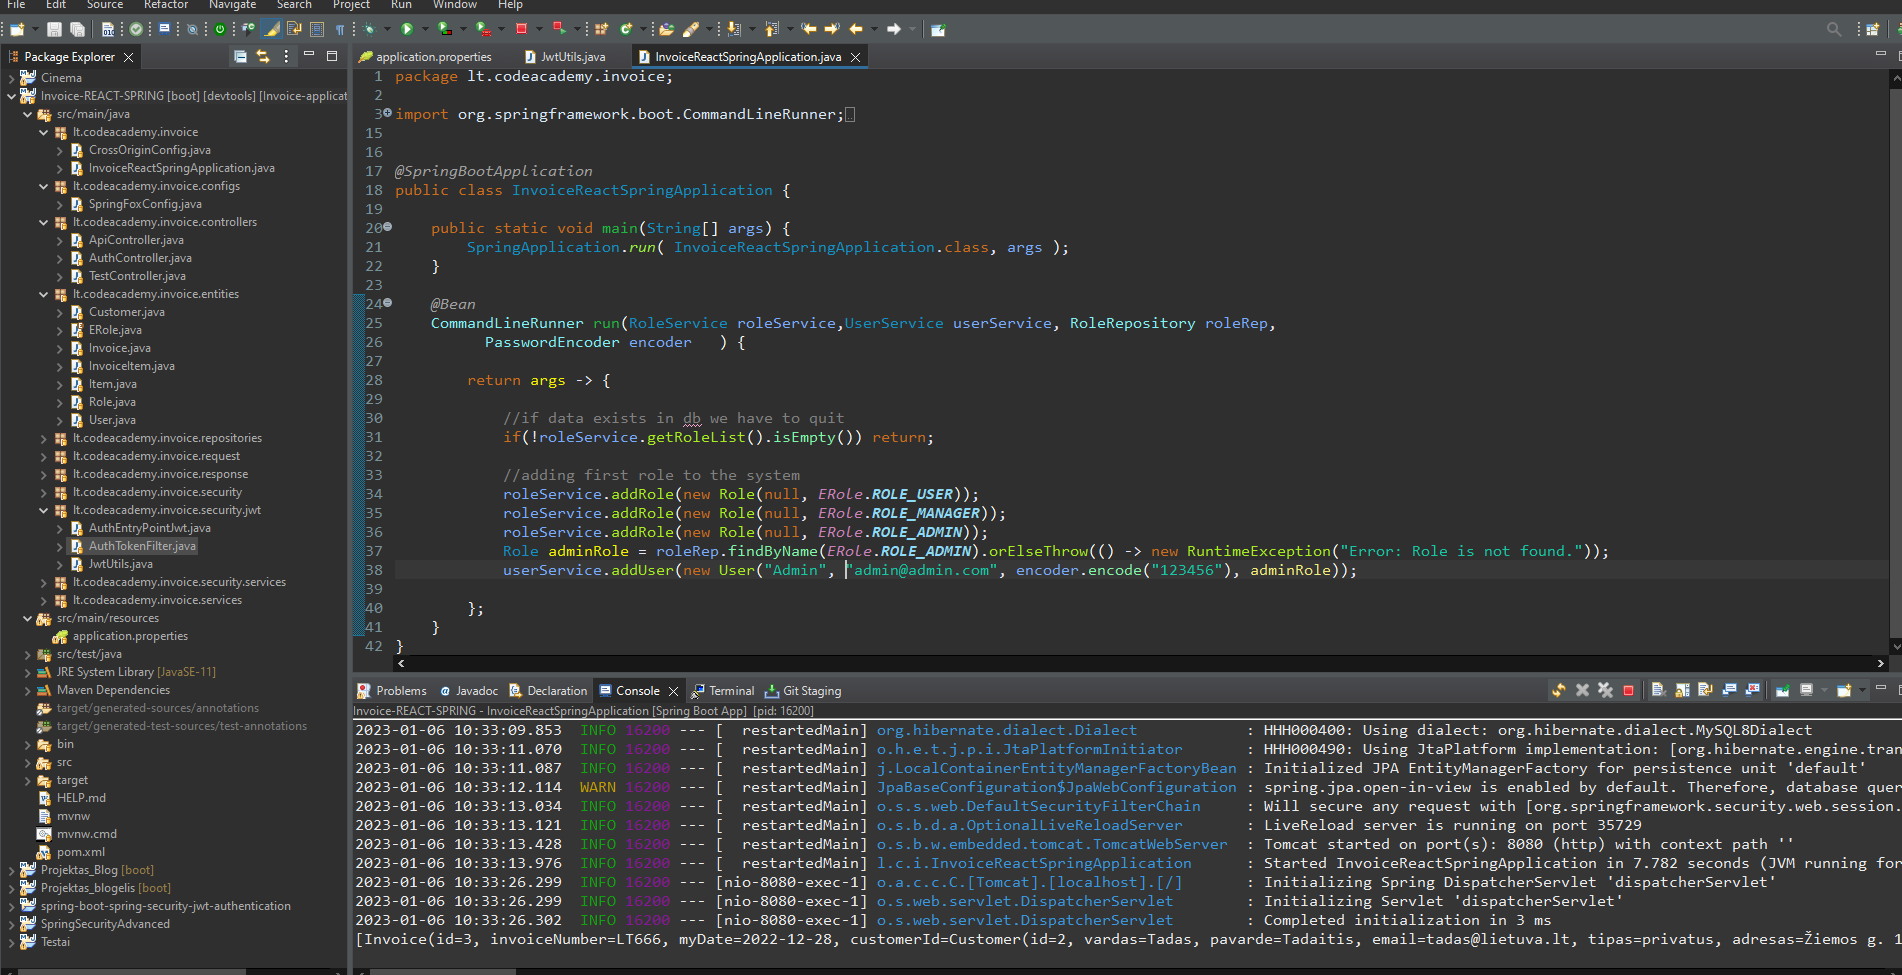 File Edit Source Refactor Navigate Search Project Run Window Help
Package Explorer
Cinema
Invoice-REACT-SPRING [boot] [devtools] [Invoice-applicat
src/main/java
lt.codeacademy.invoice
CrossOriginConfig.java
InvoiceReactSpringApplication.java
lt.codeacademy.invoice.configs
SpringFoxConfig.java
lt.codeacademy.invoice.controllers
ApiController.java
AuthController.java
TestController.java
lt.codeacademy.invoice.entities
Customer.java
ERole.java
Invoice.java
InvoiceItem.java
Item.java
Role.java
User.java
lt.codeacademy.invoice.repositories
lt.codeacademy.invoice.request
lt.codeacademy.invoice.response
lt.codeacademy.invoice.security
lt.codeacademy.invoice.security.jwt
AuthEntryPointJwt.java
AuthTokenFilter.java
JwtUtils.java
lt.codeacademy.invoice.security.services
lt.codeacademy.invoice.services
src/main/resources
application.properties
src/test/java
JRE System Library [JavaSE-11]
Maven Dependencies
target/generated-sources/annotations
target/generated-test-sources/test-annotations
bin
src
target
HELP.md
mvnw
mvnw.cmd
pom.xml
Projektas_Blog [boot]
Projektas_blogelis [boot]
spring-boot-spring-security-jwt-authentication
SpringSecurityAdvanced
Testai
application.properties JwtUtils.java InvoiceReactSpringApplication.java
1 package lt.codeacademy.invoice;
2
3 import org.springframework.boot.CommandLineRunner;
15
16
17 @SpringBootApplication
18 public class InvoiceReactSpringApplication {
19
20 public static void main(String[] args) {
21 SpringApplication.run( InvoiceReactSpringApplication.class, args );
22 }
23
24 @Bean
25 CommandLineRunner run(RoleService roleService,UserService userService, RoleRepository roleRep,
26 PasswordEncoder encoder ) {
27
28 return args -> {
29
30 //if data exists in db we have to quit
31 if(!roleService.getRoleList().isEmpty()) return;
32
33 //adding first role to the system
34 roleService.addRole(new Role(null, ERole.ROLE_USER));
35 roleService.addRole(new Role(null, ERole.ROLE_MANAGER));
36 roleService.addRole(new Role(null, ERole.ROLE_ADMIN));
37 Role adminRole = roleRep.findByName(ERole.ROLE_ADMIN).orElseThrow(() -> new RuntimeException("Error: Role is not found."));
38 userService.addUser(new User("Admin", "admin@admin.com", encoder.encode("123456"), adminRole));
39
40 };
41 }
42 }
Problems Javadoc Declaration Console Terminal Git Staging
Invoice-REACT-SPRING - InvoiceReactSpringApplication [Spring Boot App] [pid: 16200]
2023-01-06 10:33:09.853 INFO 16200 --- [ restartedMain] org.hibernate.dialect.Dialect : HHH000400: Using dialect: org.hibernate.dialect.MySQL8Dialect
2023-01-06 10:33:11.070 INFO 16200 --- [ restartedMain] o.h.e.t.j.p.i.JtaPlatformInitiator : HHH000490: Using JtaPlatform implementation: [org.hibernate.engine.tran
2023-01-06 10:33:11.087 INFO 16200 --- [ restartedMain] j.LocalContainerEntityManagerFactoryBean : Initialized JPA EntityManagerFactory for persistence unit 'default'
2023-01-06 10:33:12.114 WARN 16200 --- [ restartedMain] JpaBaseConfiguration$JpaWebConfiguration : spring.jpa.open-in-view is enabled by default. Therefore, database quer
2023-01-06 10:33:13.034 INFO 16200 --- [ restartedMain] o.s.s.web.DefaultSecurityFilterChain : Will secure any request with [org.springframework.security.web.session.
2023-01-06 10:33:13.121 INFO 16200 --- [ restartedMain] o.s.b.d.a.OptionalLiveReloadServer : LiveReload server is running on port 35729
2023-01-06 10:33:13.428 INFO 16200 --- [ restartedMain] o.s.b.w.embedded.tomcat.TomcatWebServer : Tomcat started on port(s): 8080 (http) with context path ''
2023-01-06 10:33:13.976 INFO 16200 --- [ restartedMain] l.c.i.InvoiceReactSpringApplication : Started InvoiceReactSpringApplication in 7.782 seconds (JVM running for
2023-01-06 10:33:26.299 INFO 16200 --- [nio-8080-exec-1] o.a.c.c.C.[Tomcat].[localhost].[/] : Initializing Spring DispatcherServlet 'dispatcherServlet'
2023-01-06 10:33:26.299 INFO 16200 --- [nio-8080-exec-1] o.s.web.servlet.DispatcherServlet : Initializing Servlet 'dispatcherServlet'
2023-01-06 10:33:26.302 INFO 16200 --- [nio-8080-exec-1] o.s.web.servlet.DispatcherServlet : Completed initialization in 3 ms
[Invoice(id=3, invoiceNumber=LT666, myDate=2022-12-28, customerId=Customer(id=2, vardas=Tadas, pavarde=Tadaitis, email=tadas@lietuva.lt, tipas=privatus, adresas=Žiemos g. 1